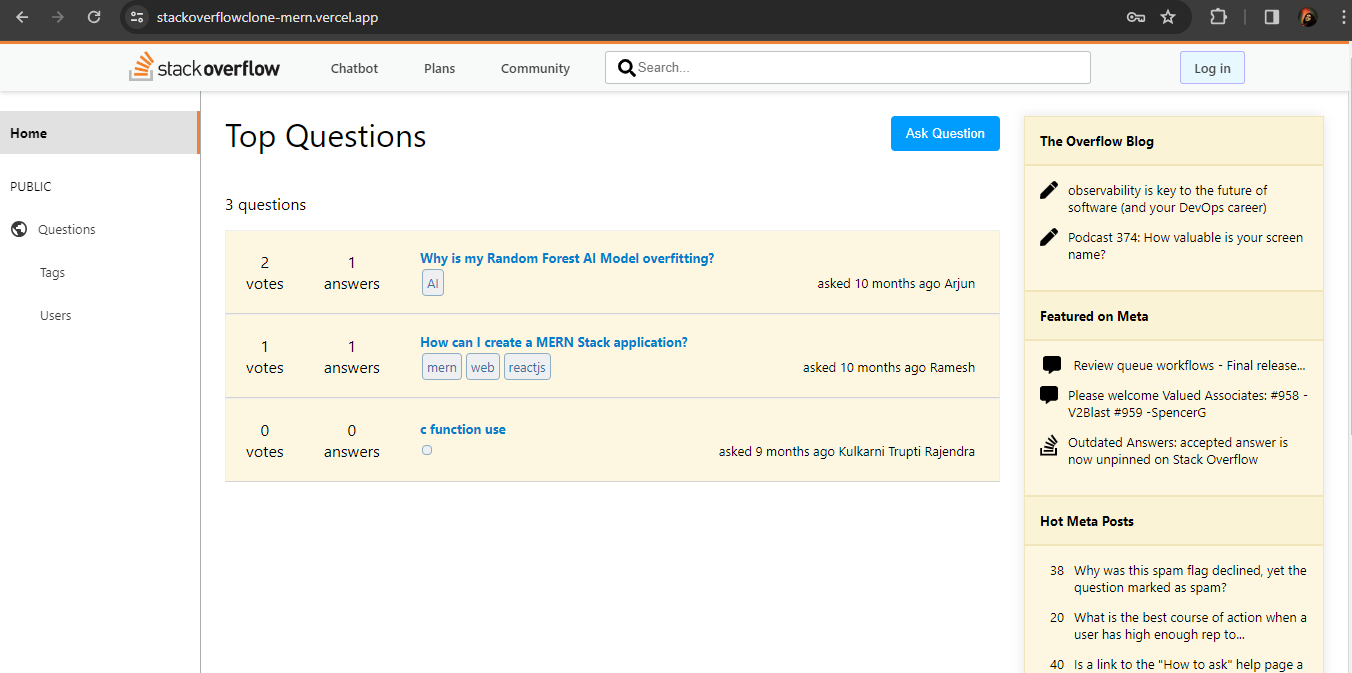 stackoverflowclone-mern.vercel.app
stack overflow
Chatbot
Plans
Community
Search...
Log in
Home
PUBLIC
Questions
Tags
Users
Top Questions
Ask Question
3 questions
2
votes
1
answers
Why is my Random Forest AI Model overfitting?
AI
asked 10 months ago Arjun
1
votes
1
answers
How can I create a MERN Stack application?
mern web reactjs
asked 10 months ago Ramesh
0
votes
0
answers
c function use
asked 9 months ago Kulkarni Trupti Rajendra
The Overflow Blog
observability is key to the future of
software (and your DevOps career)
Podcast 374: How valuable is your screen
name?
Featured on Meta
Review queue workflows - Final release...
Please welcome Valued Associates: #958 -
V2Blast #959 -SpencerG
Outdated Answers: accepted answer is
now unpinned on Stack Overflow
Hot Meta Posts
38 Why was this spam flag declined, yet the
question marked as spam?
20 What is the best course of action when a
user has high enough rep to...
40 Is a link to the "How to ask" help page a